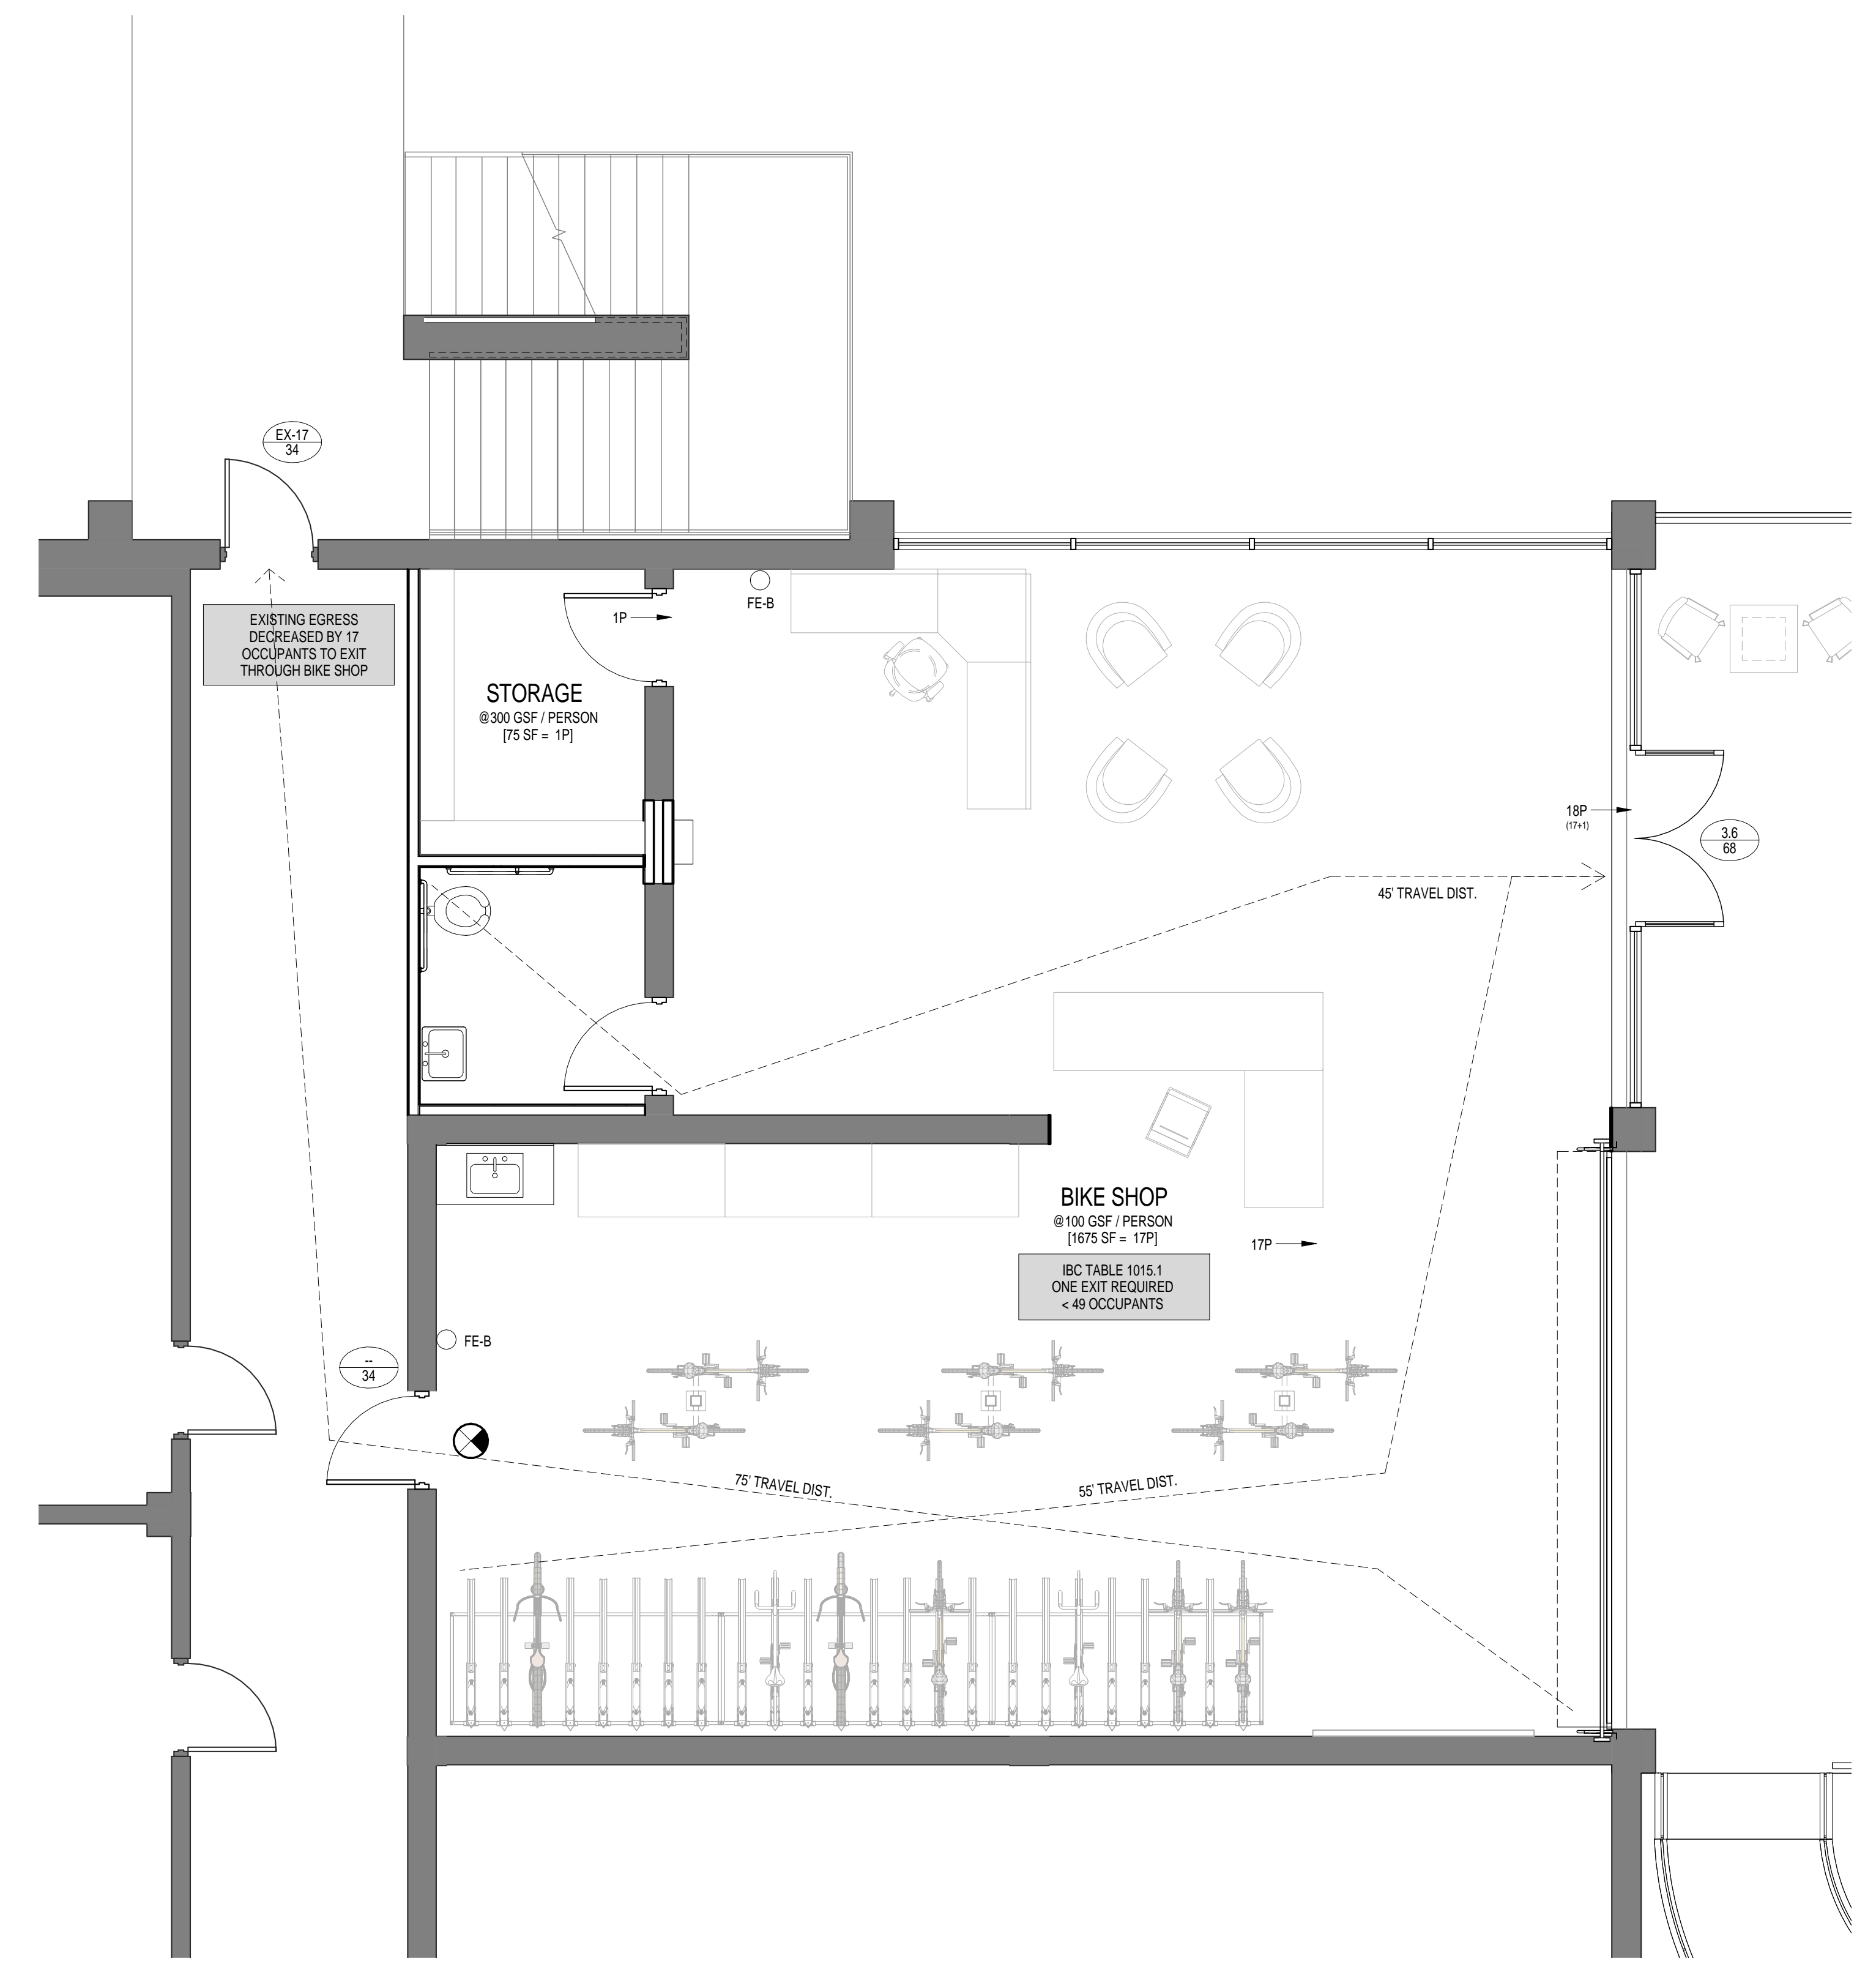 EX-17
34
EXISTING EGRESS
DECREASED BY 17
OCCUPANTS TO EXIT
THROUGH BIKE SHOP
1P
FE-B
STORAGE
@300 GSF / PERSON
[75 SF = 1P]
18P
(17+1)
3.6
68
45' TRAVEL DIST.
BIKE SHOP
@100 GSF / PERSON
[1675 SF = 17P]
17P
IBC TABLE 1015.1
ONE EXIT REQUIRED
< 49 OCCUPANTS
FE-B
--
34
75' TRAVEL DIST.
55' TRAVEL DIST.